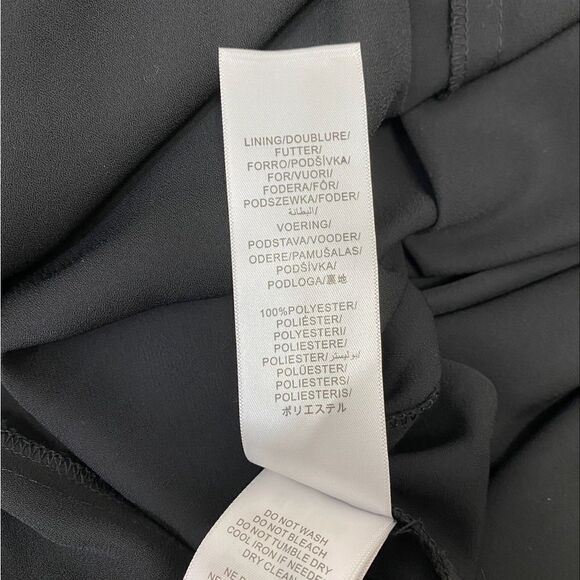 LINING/DOUBLURE/
FUTTER/
FORRO/PODŠÍVKA/
FOR/VUORI/
FODERA/FÔR/
PODSZEWKA/FODER/
البطانة/
VOERING/
PODSTAVA/VOODER/
ODERE/PAMUŠALAS/
PODŠÍVKA/
PODLOGA/裏地
100%POLYESTER/
POLIÉSTER/
POLYESTERI/
POLIESTERE/
POLIESTER/بوليستر/
POLÜESTER/
POLIESTERS/
POLIESTERIS/
ポリエステル
DO NOT WASH
DO NOT BLEACH
DO NOT TUMBLE DRY
COOL IRON IF NEEDED
DRY CLEAN